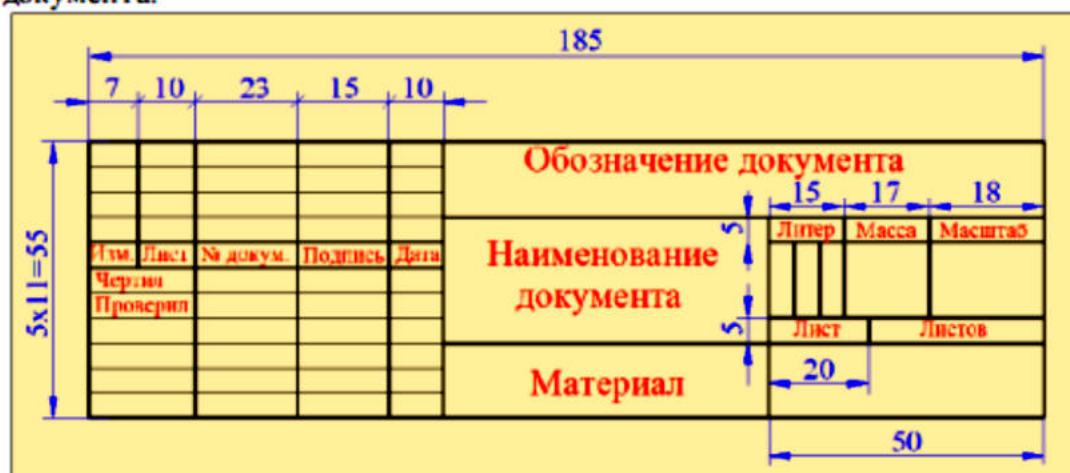 документа.
185
7 10 23 15 10
Обозначение документа
15 17 18
5 Литер Масса Масштаб
5х11=55
Изм. Лист № докум. Подпись Дата
Наименование
документа
Чертил
Проверил
5 Лист Листов
Материал
20
50